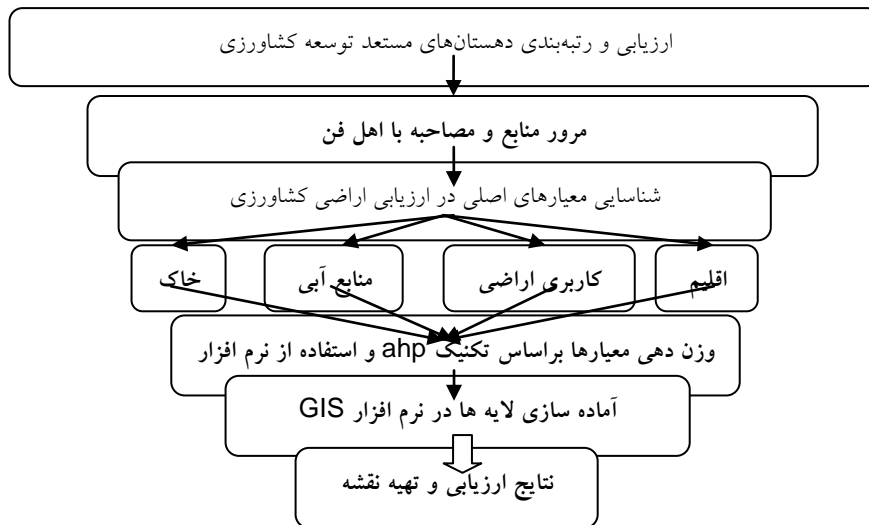 ارزیابی و رتبه‌بندی دهستان‌های مستعد توسعه کشاورزی
مرور منابع و مصاحبه با اهل فن
شناسایی معیارهای اصلی در ارزیابی اراضی کشاورزی
اقلیم
کاربری اراضی
منابع آبی
خاک
وزن دهی معیارها براساس تکنیک ahp و استفاده از نرم افزار
آماده سازی لایه ها در نرم افزار GIS
نتایج ارزیابی و تهیه نقشه